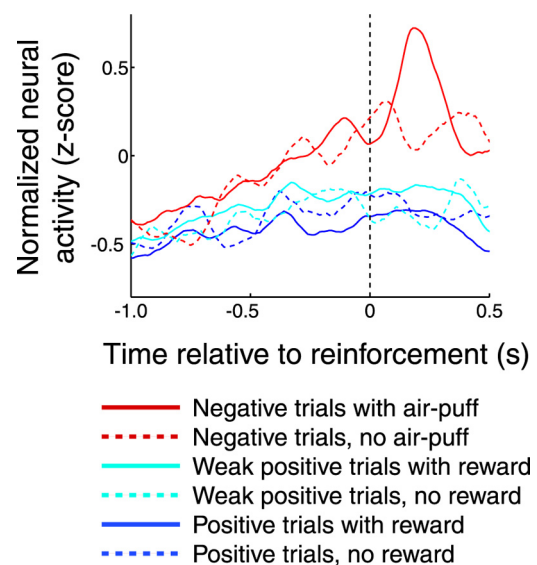 Normalized neural
activity (z-score)
0.5
0
-0.5
-1.0
-0.5
0
0.5
Time relative to reinforcement (s)
Negative trials with air-puff
Negative trials, no air-puff
Weak positive trials with reward
Weak positive trials, no reward
Positive trials with reward
Positive trials, no reward